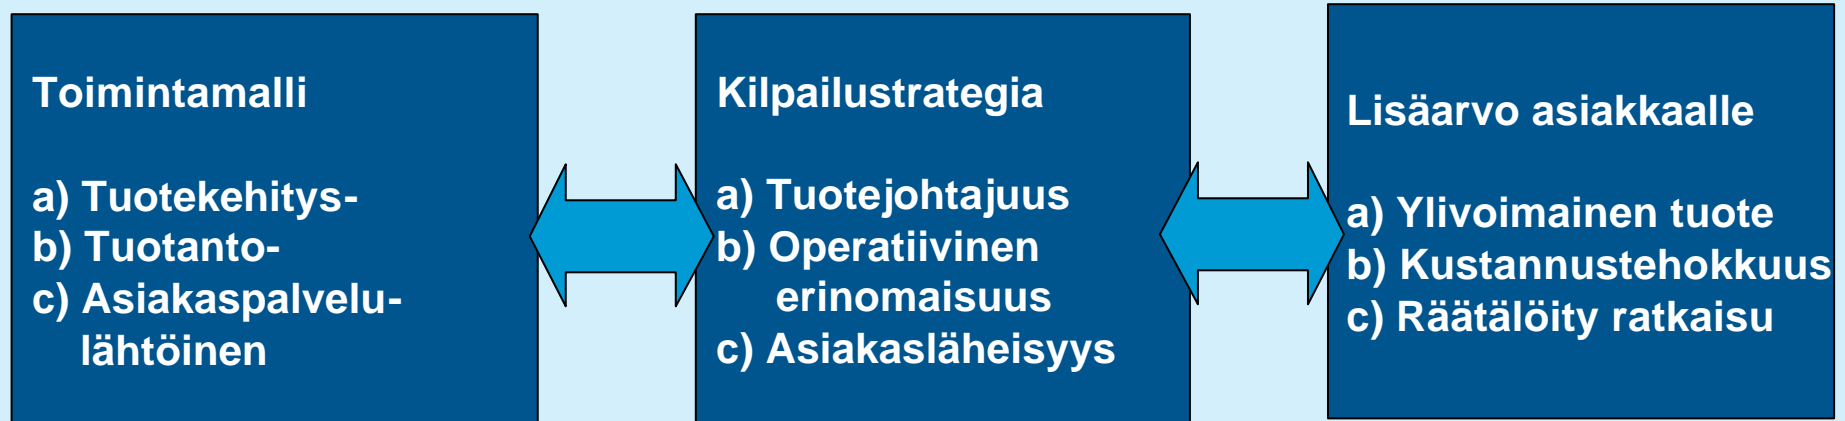 Toimintamalli
a) Tuotekehitys-
b) Tuotanto-
c) Asiakaspalvelu-
lähtöinen
Kilpailustrategia
a) Tuotejohtajuus
b) Operatiivinen
erinomaisuus
c) Asiakasläheisyys
Lisäarvo asiakkaalle
a) Ylivoimainen tuote
b) Kustannustehokkuus
c) Räätälöity ratkaisu